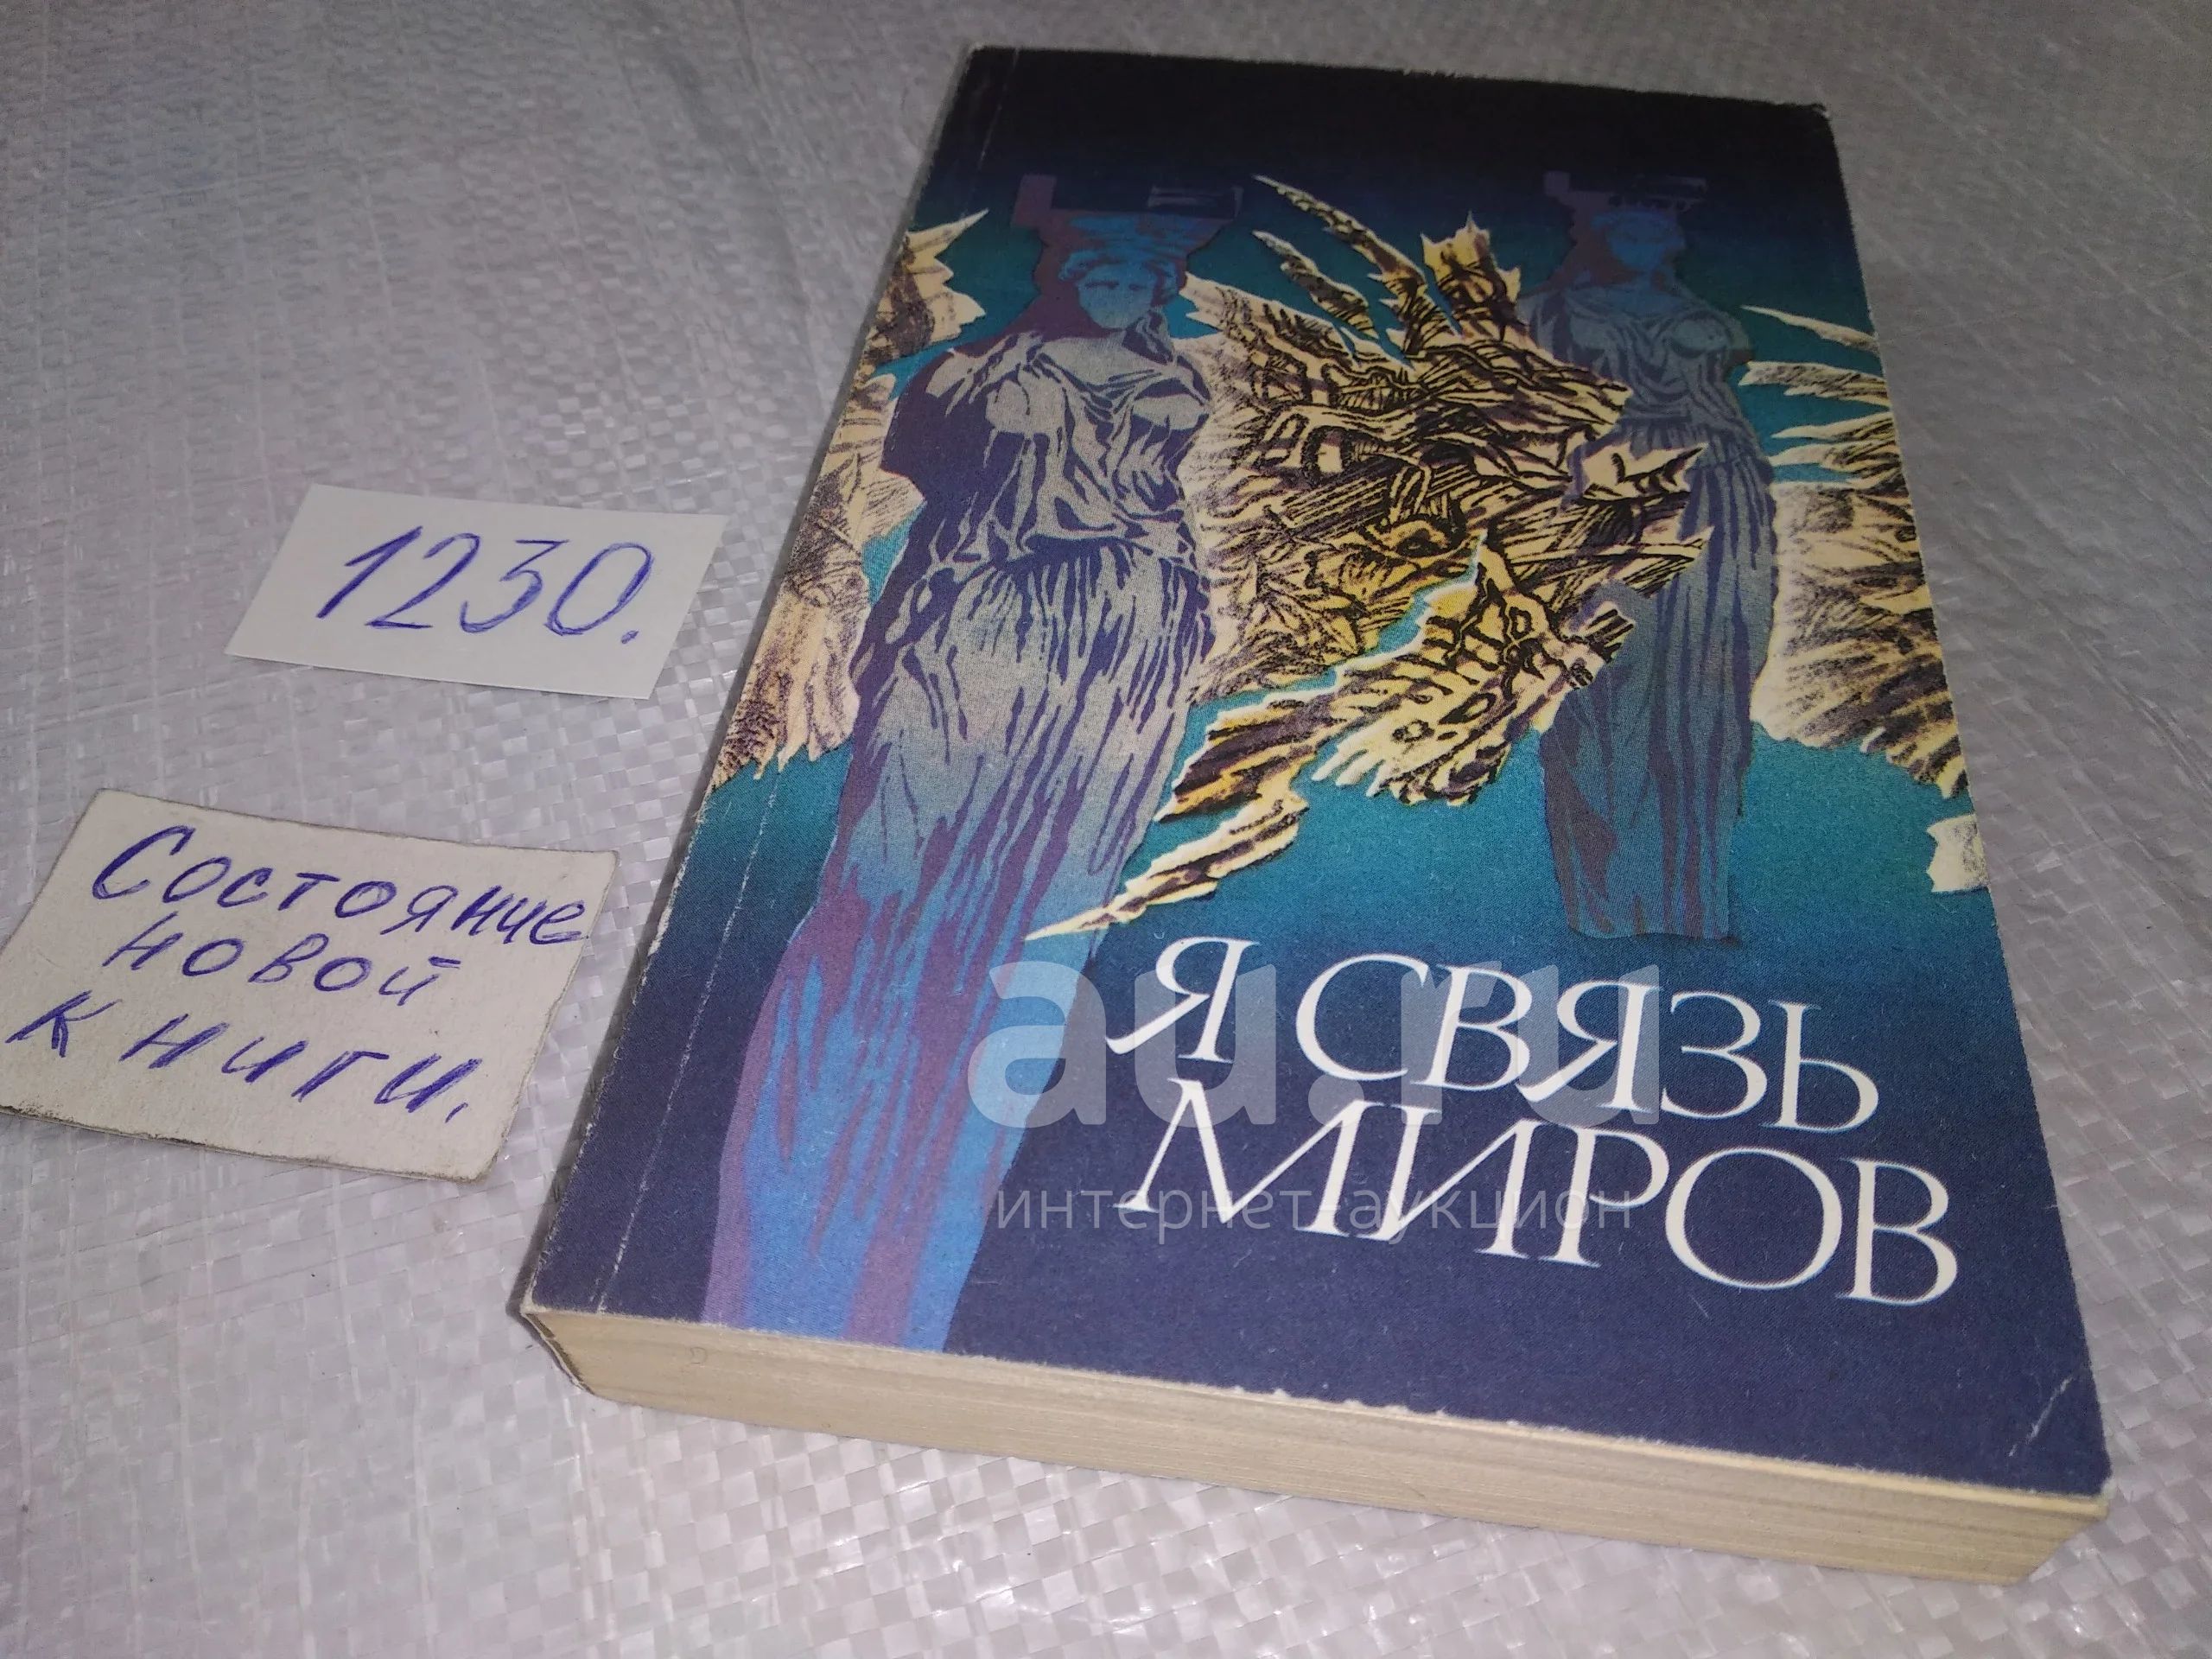 1230.
Состояние
новой
книги.
Я СВЯЗЬ
МИРОВ
au.ru
интернет-аукцион